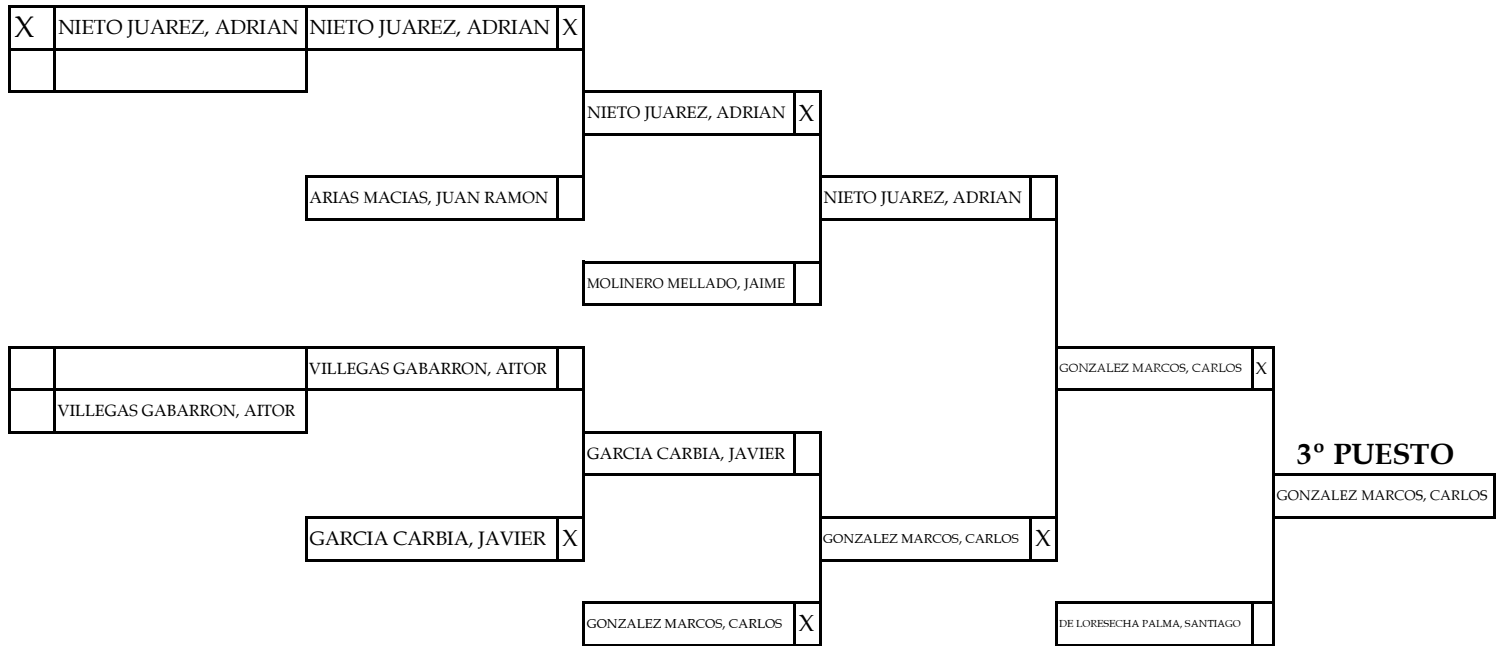 X NIETO JUAREZ, ADRIAN NIETO JUAREZ, ADRIAN X
NIETO JUAREZ, ADRIAN X
ARIAS MACIAS, JUAN RAMON NIETO JUAREZ, ADRIAN
MOLINERO MELLADO, JAIME
VILLEGAS GABARRON, AITOR GONZALEZ MARCOS, CARLOS X
VILLEGAS GABARRON, AITOR
GARCIA CARBIA, JAVIER 3º PUESTO
GONZALEZ MARCOS, CARLOS
GARCIA CARBIA, JAVIER X GONZALEZ MARCOS, CARLOS X
GONZALEZ MARCOS, CARLOS X DE LORESECHA PALMA, SANTIAGO